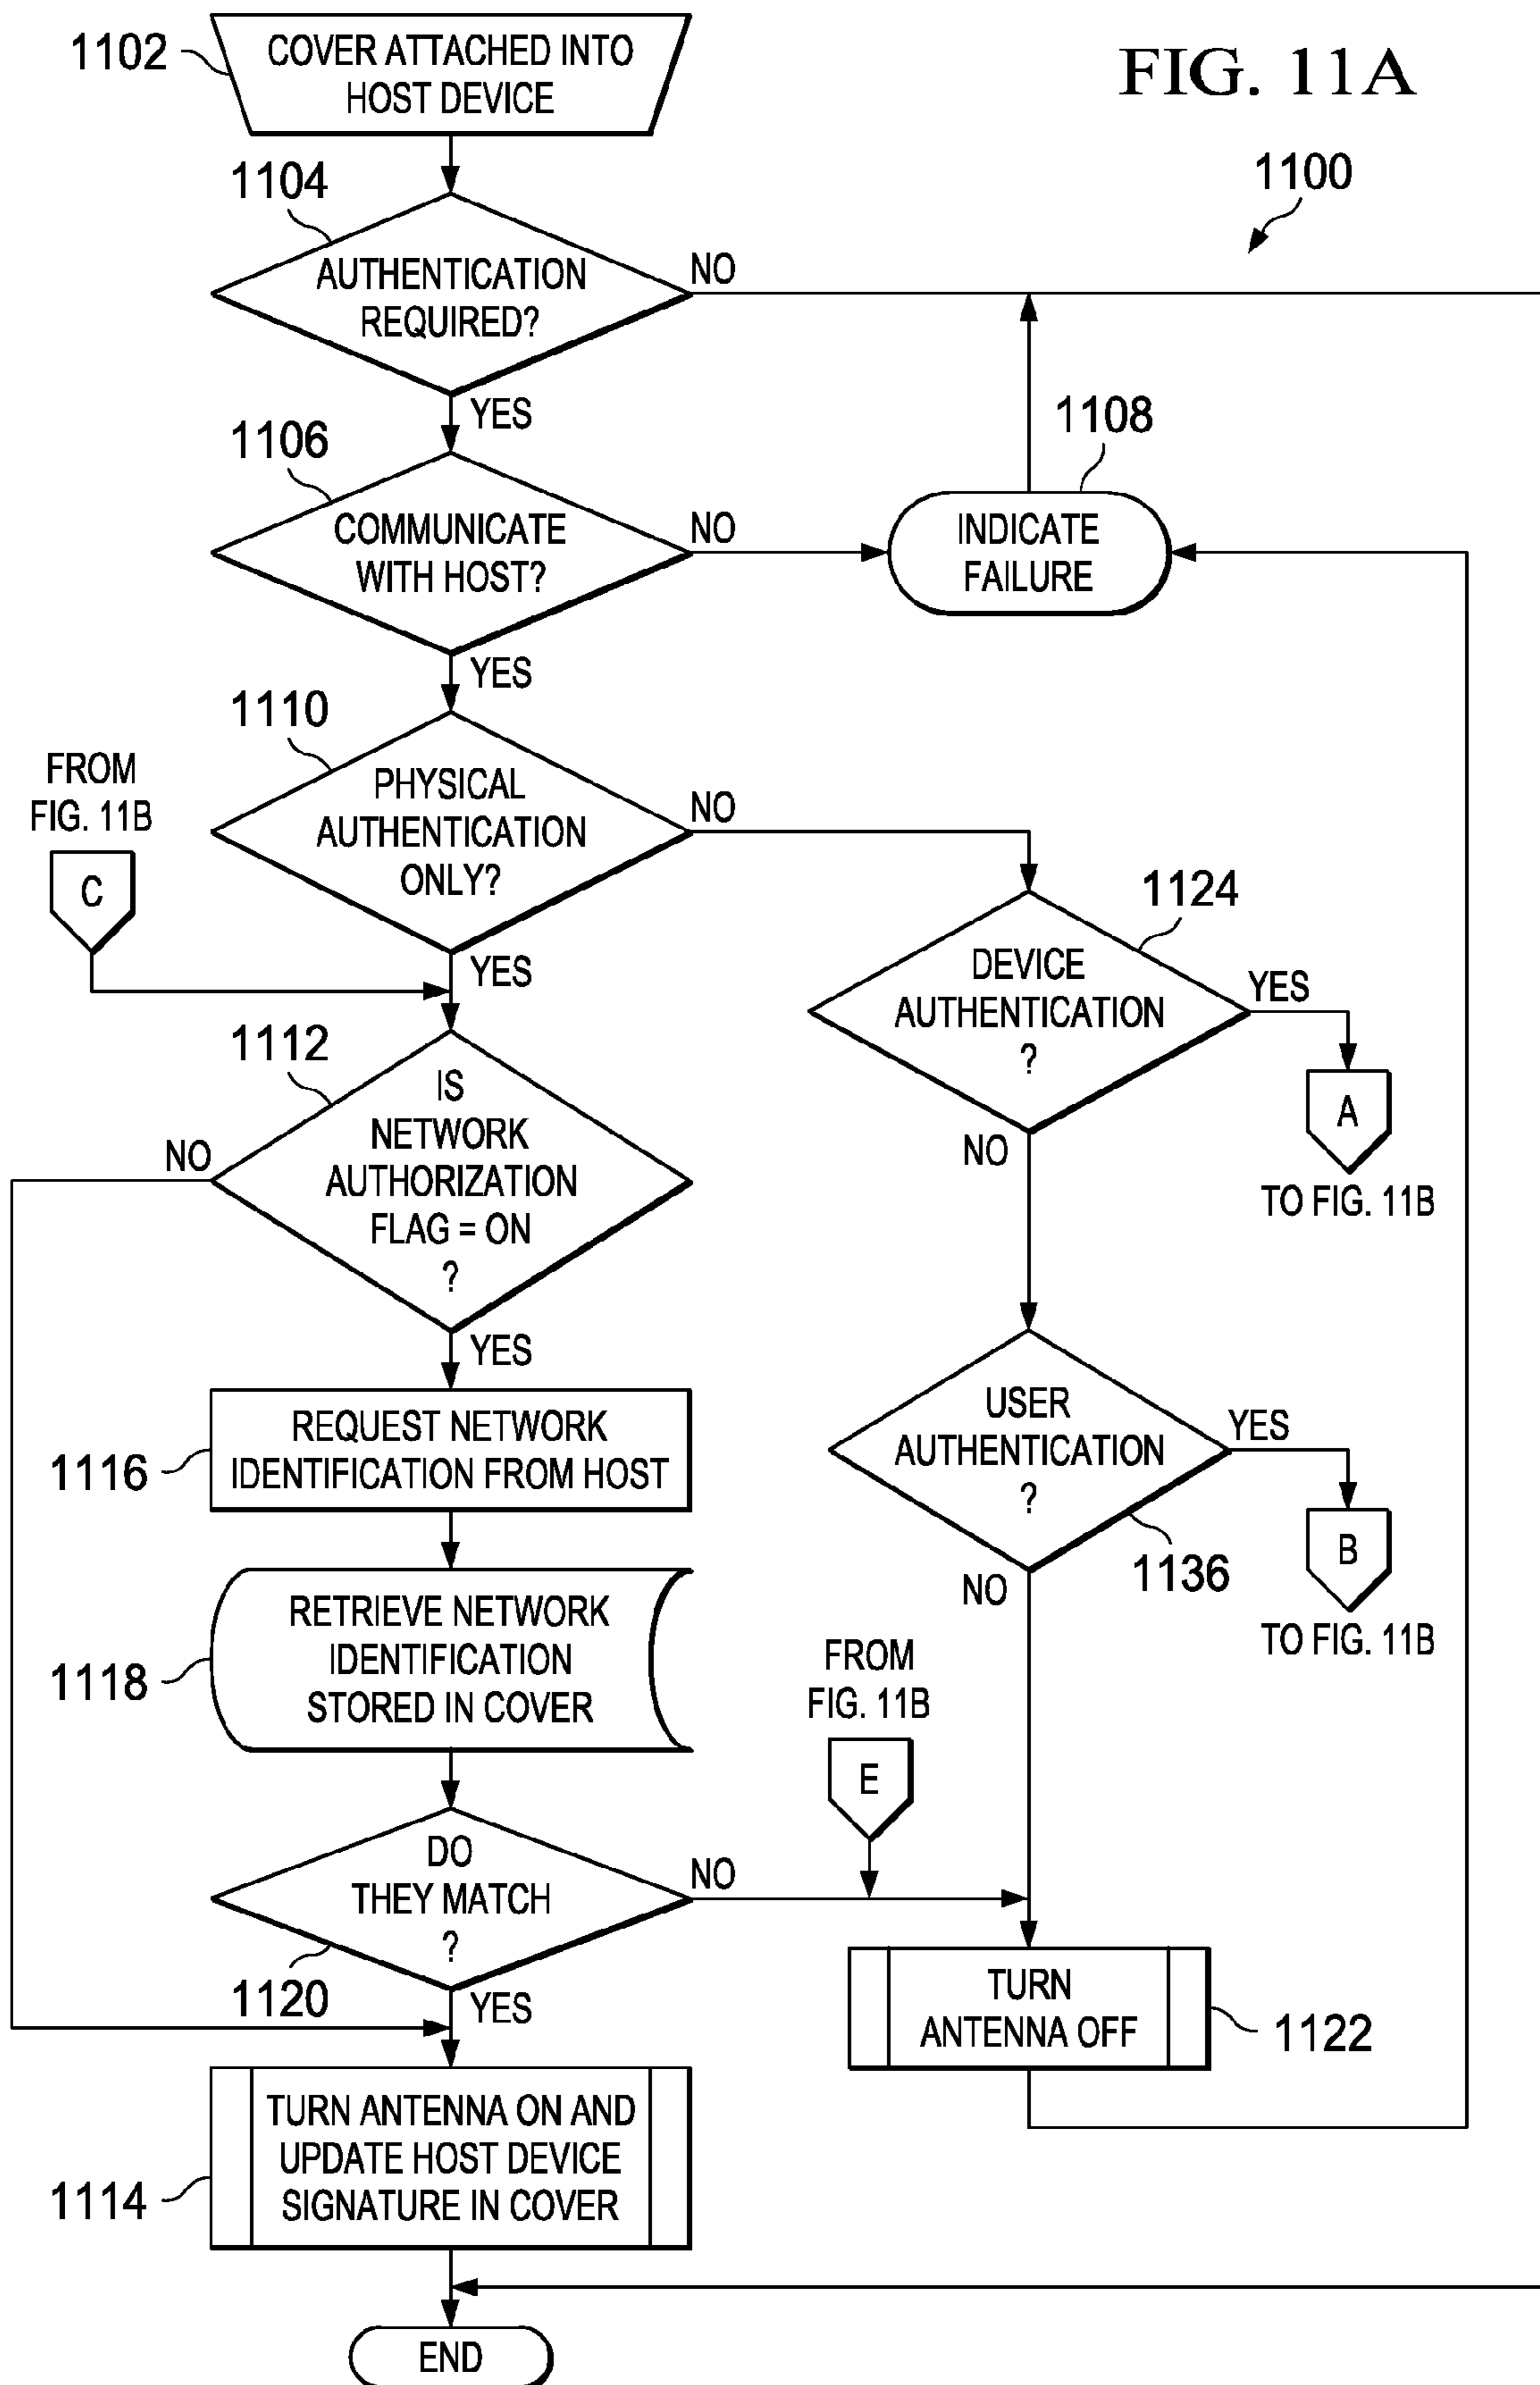 FIG. 11A
1100
1102
COVER ATTACHED INTO
HOST DEVICE
1104
AUTHENTICATION
REQUIRED?
NO
YES
1106
COMMUNICATE
WITH HOST?
NO
YES
1108
INDICATE
FAILURE
1110
PHYSICAL
AUTHENTICATION
ONLY?
NO
YES
FROM
FIG. 11B
C
1124
DEVICE
AUTHENTICATION
?
YES
NO
A
TO FIG. 11B
1112
IS
NETWORK
AUTHORIZATION
FLAG = ON
?
NO
YES
1116
REQUEST NETWORK
IDENTIFICATION FROM HOST
USER
AUTHENTICATION
?
YES
NO
1136
B
TO FIG. 11B
1118
RETRIEVE NETWORK
IDENTIFICATION
STORED IN COVER
FROM
FIG. 11B
E
DO
THEY MATCH
?
NO
1120
YES
TURN
ANTENNA OFF
1122
1114
TURN ANTENNA ON AND
UPDATE HOST DEVICE
SIGNATURE IN COVER
END